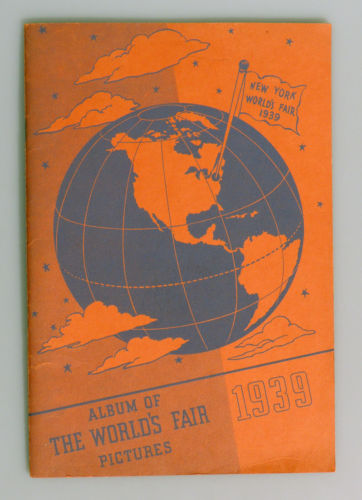 NEW YORK
WORLD'S FAIR
1939
ALBUM OF
THE WORLD'S FAIR
PICTURES
1939